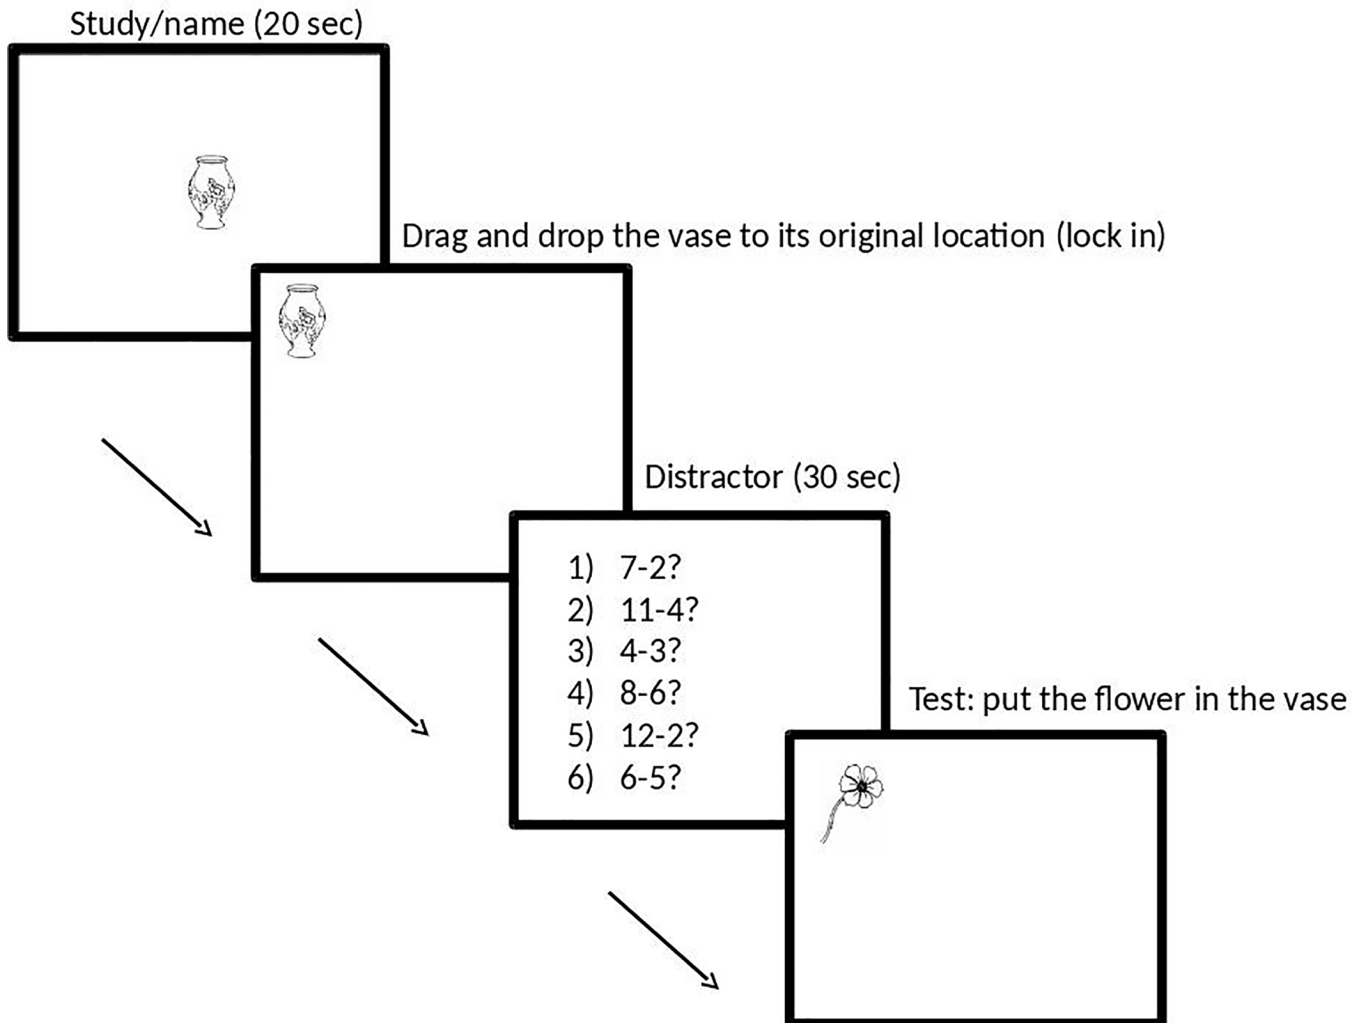 Study/name (20 sec)
Drag and drop the vase to its original location (lock in)
Distractor (30 sec)
1) 7-2?
2) 11-4?
3) 4-3?
4) 8-6?
5) 12-2?
6) 6-5?
Test: put the flower in the vase